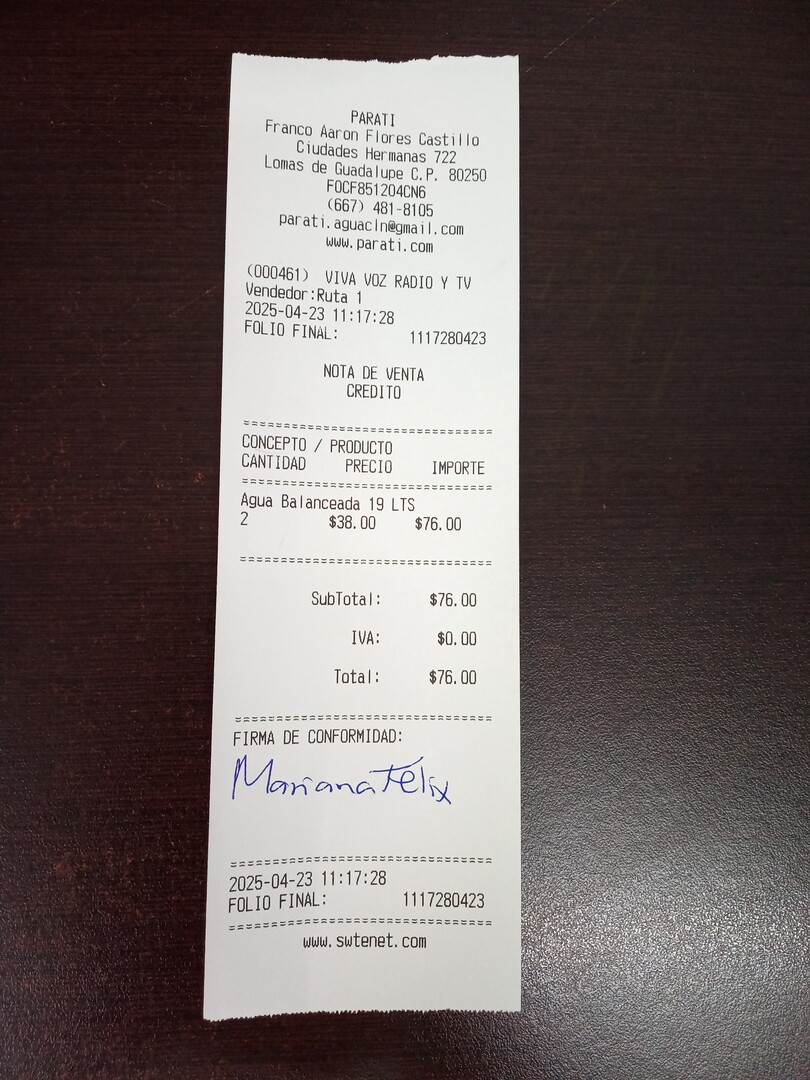 PARATI
Franco Aaron Flores Castillo
Ciudades Hermanas 722
Lomas de Guadalupe C.P. 80250
FOCF851204CN6
(667) 481-8105
parati.aguacln@gmail.com
www.parati.com
(000461) VIVA VOZ RADIO Y TV
Vendedor:Ruta 1
2025-04-23 11:17:28
FOLIO FINAL: 1117280423
NOTA DE VENTA
CREDITO
================================
CONCEPTO / PRODUCTO
CANTIDAD PRECIO IMPORTE
================================
Agua Balanceada 19 LTS
2 $38.00 $76.00
================================
SubTotal: $76.00
IVA: $0.00
Total: $76.00
================================
FIRMA DE CONFORMIDAD:
Mariana Félix
================================
2025-04-23 11:17:28
FOLIO FINAL: 1117280423
================================
www.swtenet.com